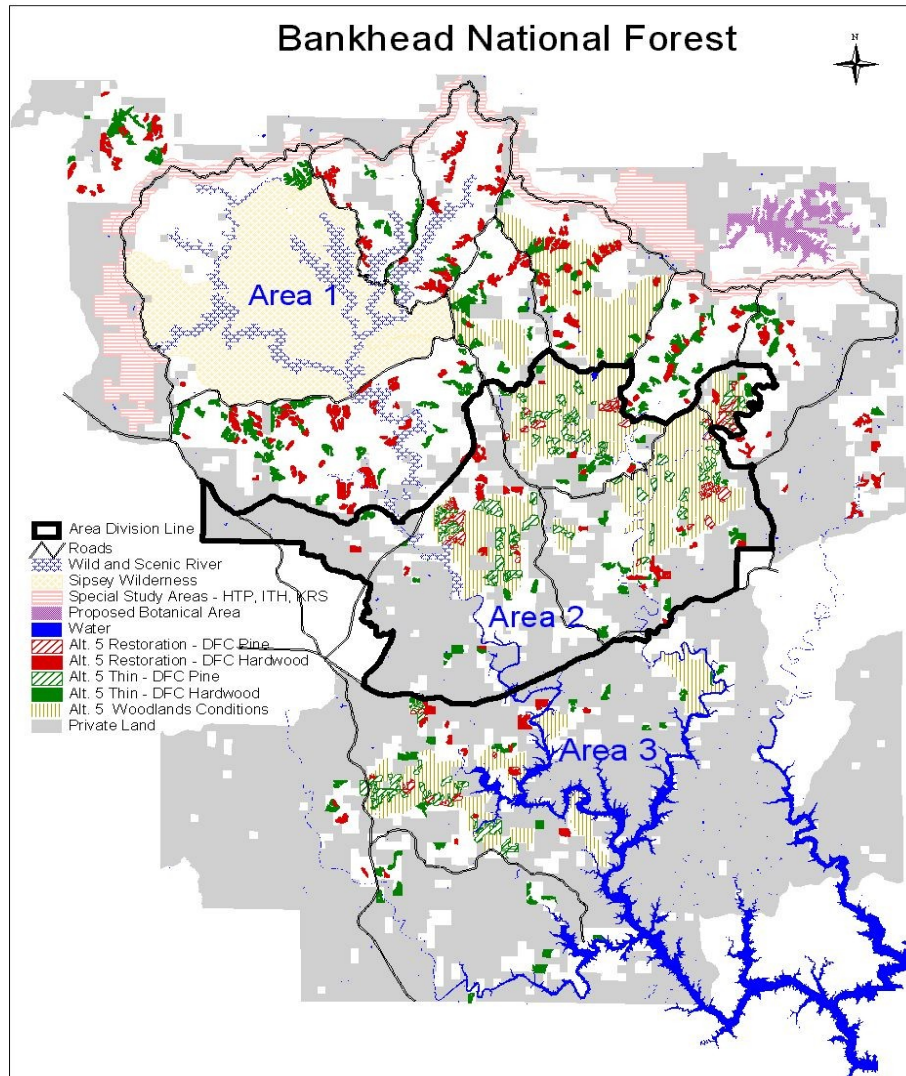 Bankhead National Forest
N
Area 1
Area Division Line
Roads
Wild and Scenic River
Sipsey Wilderness
Special Study Areas - HTP, ITH, KRS
Proposed Botanical Area
Water
Alt. 5 Restoration - DFC Pine
Alt. 5 Restoration - DFC Hardwood
Alt. 5 Thin - DFC Pine
Alt. 5 Thin - DFC Hardwood
Alt. 5 Woodlands Conditions
Private Land
Area 2
Area 3